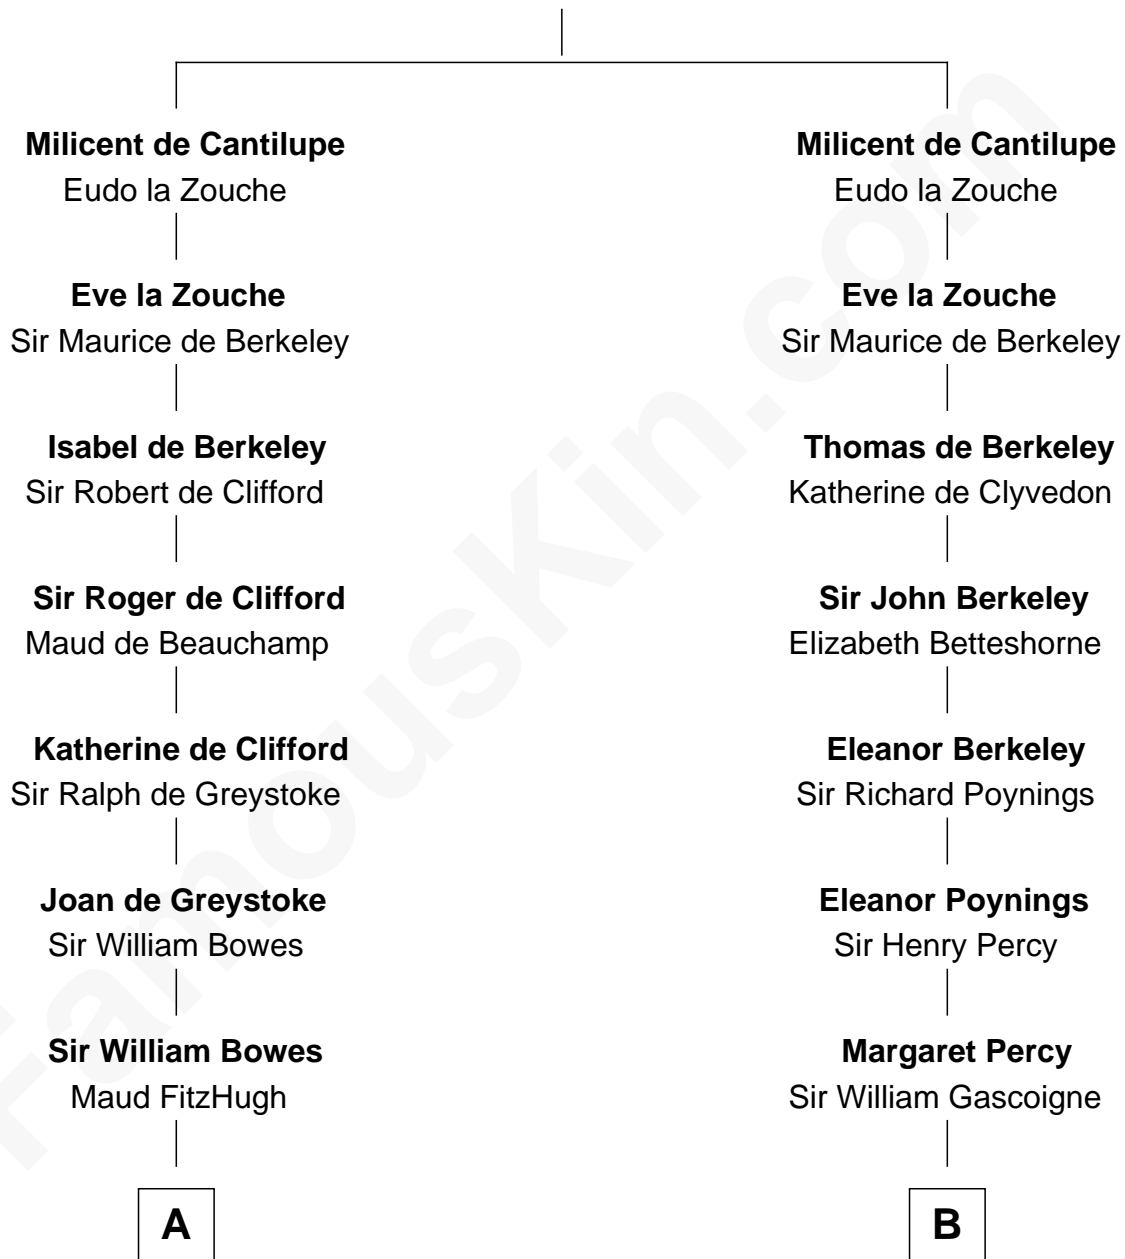 Milicent de Cantilupe
Eudo la Zouche
Eve la Zouche
Sir Maurice de Berkeley
Isabel de Berkeley
Sir Robert de Clifford
Sir Roger de Clifford
Maud de Beauchamp
Katherine de Clifford
Sir Ralph de Greystoke
Joan de Greystoke
Sir William Bowes
Sir William Bowes
Maud FitzHugh
A
Milicent de Cantilupe
Eudo la Zouche
Eve la Zouche
Sir Maurice de Berkeley
Thomas de Berkeley
Katherine de Clyvedon
Sir John Berkeley
Elizabeth Betteshorne
Eleanor Berkeley
Sir Richard Poynings
Eleanor Poynings
Sir Henry Percy
Margaret Percy
Sir William Gascoigne
B
FamousKin.com